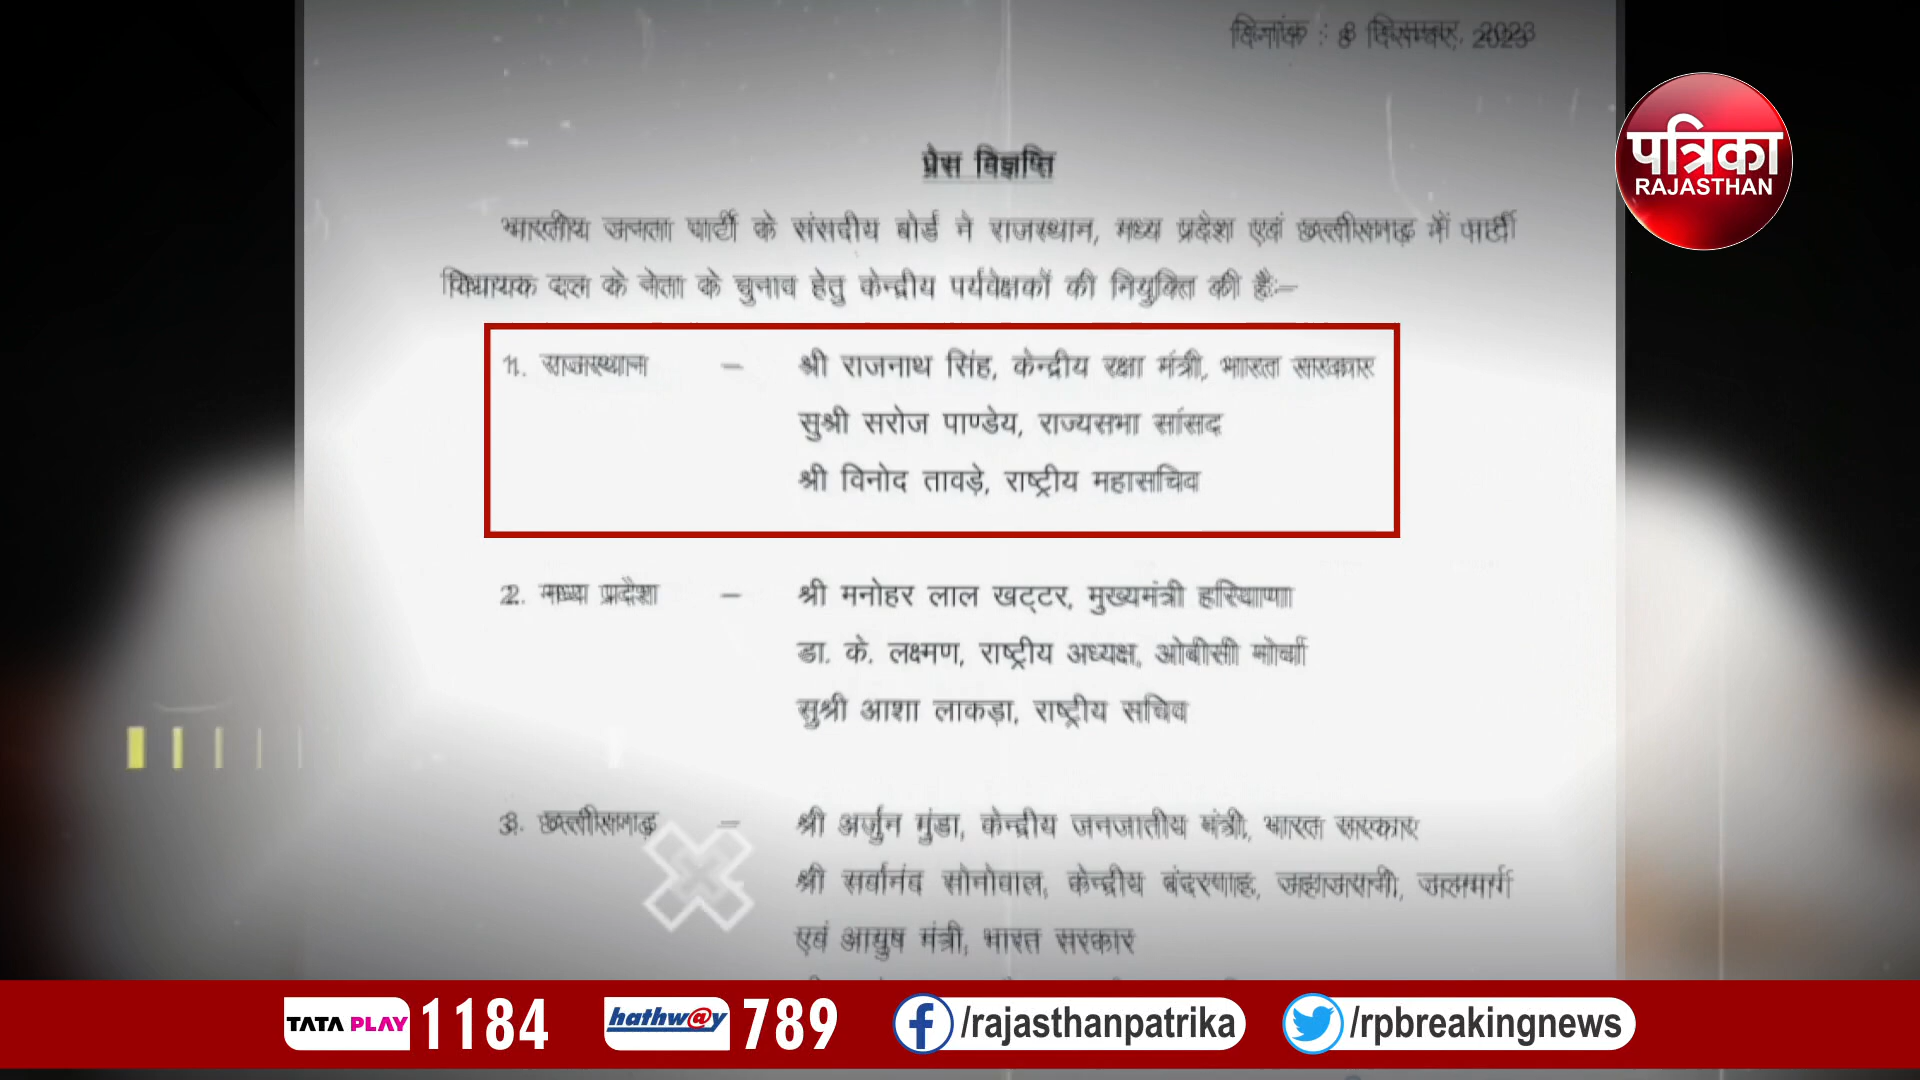 दिनांक : 8 दिसम्बर, 2023
पत्रिका
RAJASTHAN
प्रेस विज्ञप्ति
भारतीय जनता पार्टी के संसदीय बोर्ड ने राजस्थान, मध्य प्रदेश एवं छत्तीसगढ़ में पार्टी
विधायक दल के नेता के चुनाव हेतु केन्द्रीय पर्यवेक्षकों की नियुक्ति की है:–
1. राजस्थान – श्री राजनाथ सिंह, केन्द्रीय रक्षा मंत्री, भारत सरकार
सुश्री सरोज पाण्डेय, राज्यसभा सांसद
श्री विनोद तावड़े, राष्ट्रीय महासचिव
2. मध्य प्रदेश – श्री मनोहर लाल खट्टर, मुख्यमंत्री हरियाणा
डा. के. लक्ष्मण, राष्ट्रीय अध्यक्ष, ओबीसी मोर्चा
सुश्री आशा लाकड़ा, राष्ट्रीय सचिव
3. छत्तीसगढ़ – श्री अर्जुन मुंडा, केन्द्रीय जनजातीय मंत्री, भारत सरकार
श्री सर्बानंद सोनोवाल, केन्द्रीय बंदरगाह, जहाजरानी, जलमार्ग
एवं आयुष मंत्री, भारत सरकार
TATA PLAY 1184 hathw@y 789 /rajasthanpatrika /rpbreakingnews